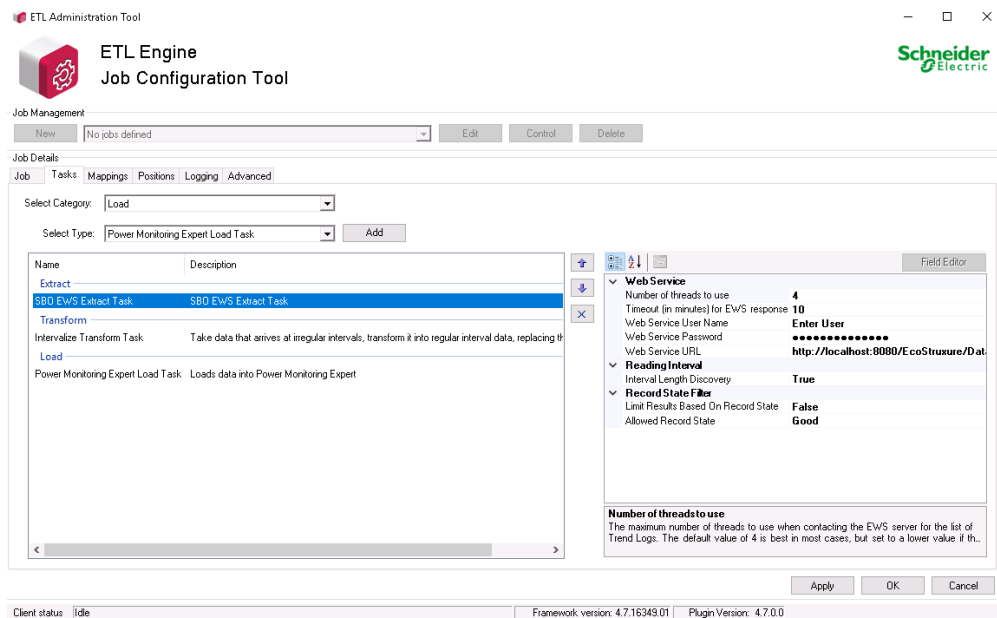 ETL Administration Tool
ETL Engine
Job Configuration Tool
Schneider
Electric
Job Management
New No jobs defined Edit Control Delete
Job Details
Job Tasks Mappings Positions Logging Advanced
Select Category: Load
Select Type: Power Monitoring Expert Load Task Add
Name Description
Extract
SBO EWS Extract Task SBO EWS Extract Task
Transform
Intervalize Transform Task Take data that arrives at irregular intervals, transform it into regular interval data, replacing th
Load
Power Monitoring Expert Load Task Loads data into Power Monitoring Expert
Field Editor
Web Service
Number of threads to use 4
Timeout (in minutes) for EWS response 10
Web Service User Name Enter User
Web Service Password ●●●●●●●●●●●●●●
Web Service URL http://localhost:8080/EcoStruxure/Dat
Reading Interval
Interval Length Discovery True
Record State Filter
Limit Results Based On Record State False
Allowed Record State Good
Number of threads to use
The maximum number of threads to use when contacting the EWS server for the list of
Trend Logs. The default value of 4 is best in most cases, but set to a lower value if th...
Apply OK Cancel
Client status Idle Framework version: 4.7.16349.01 Plugin Version: 4.7.0.0